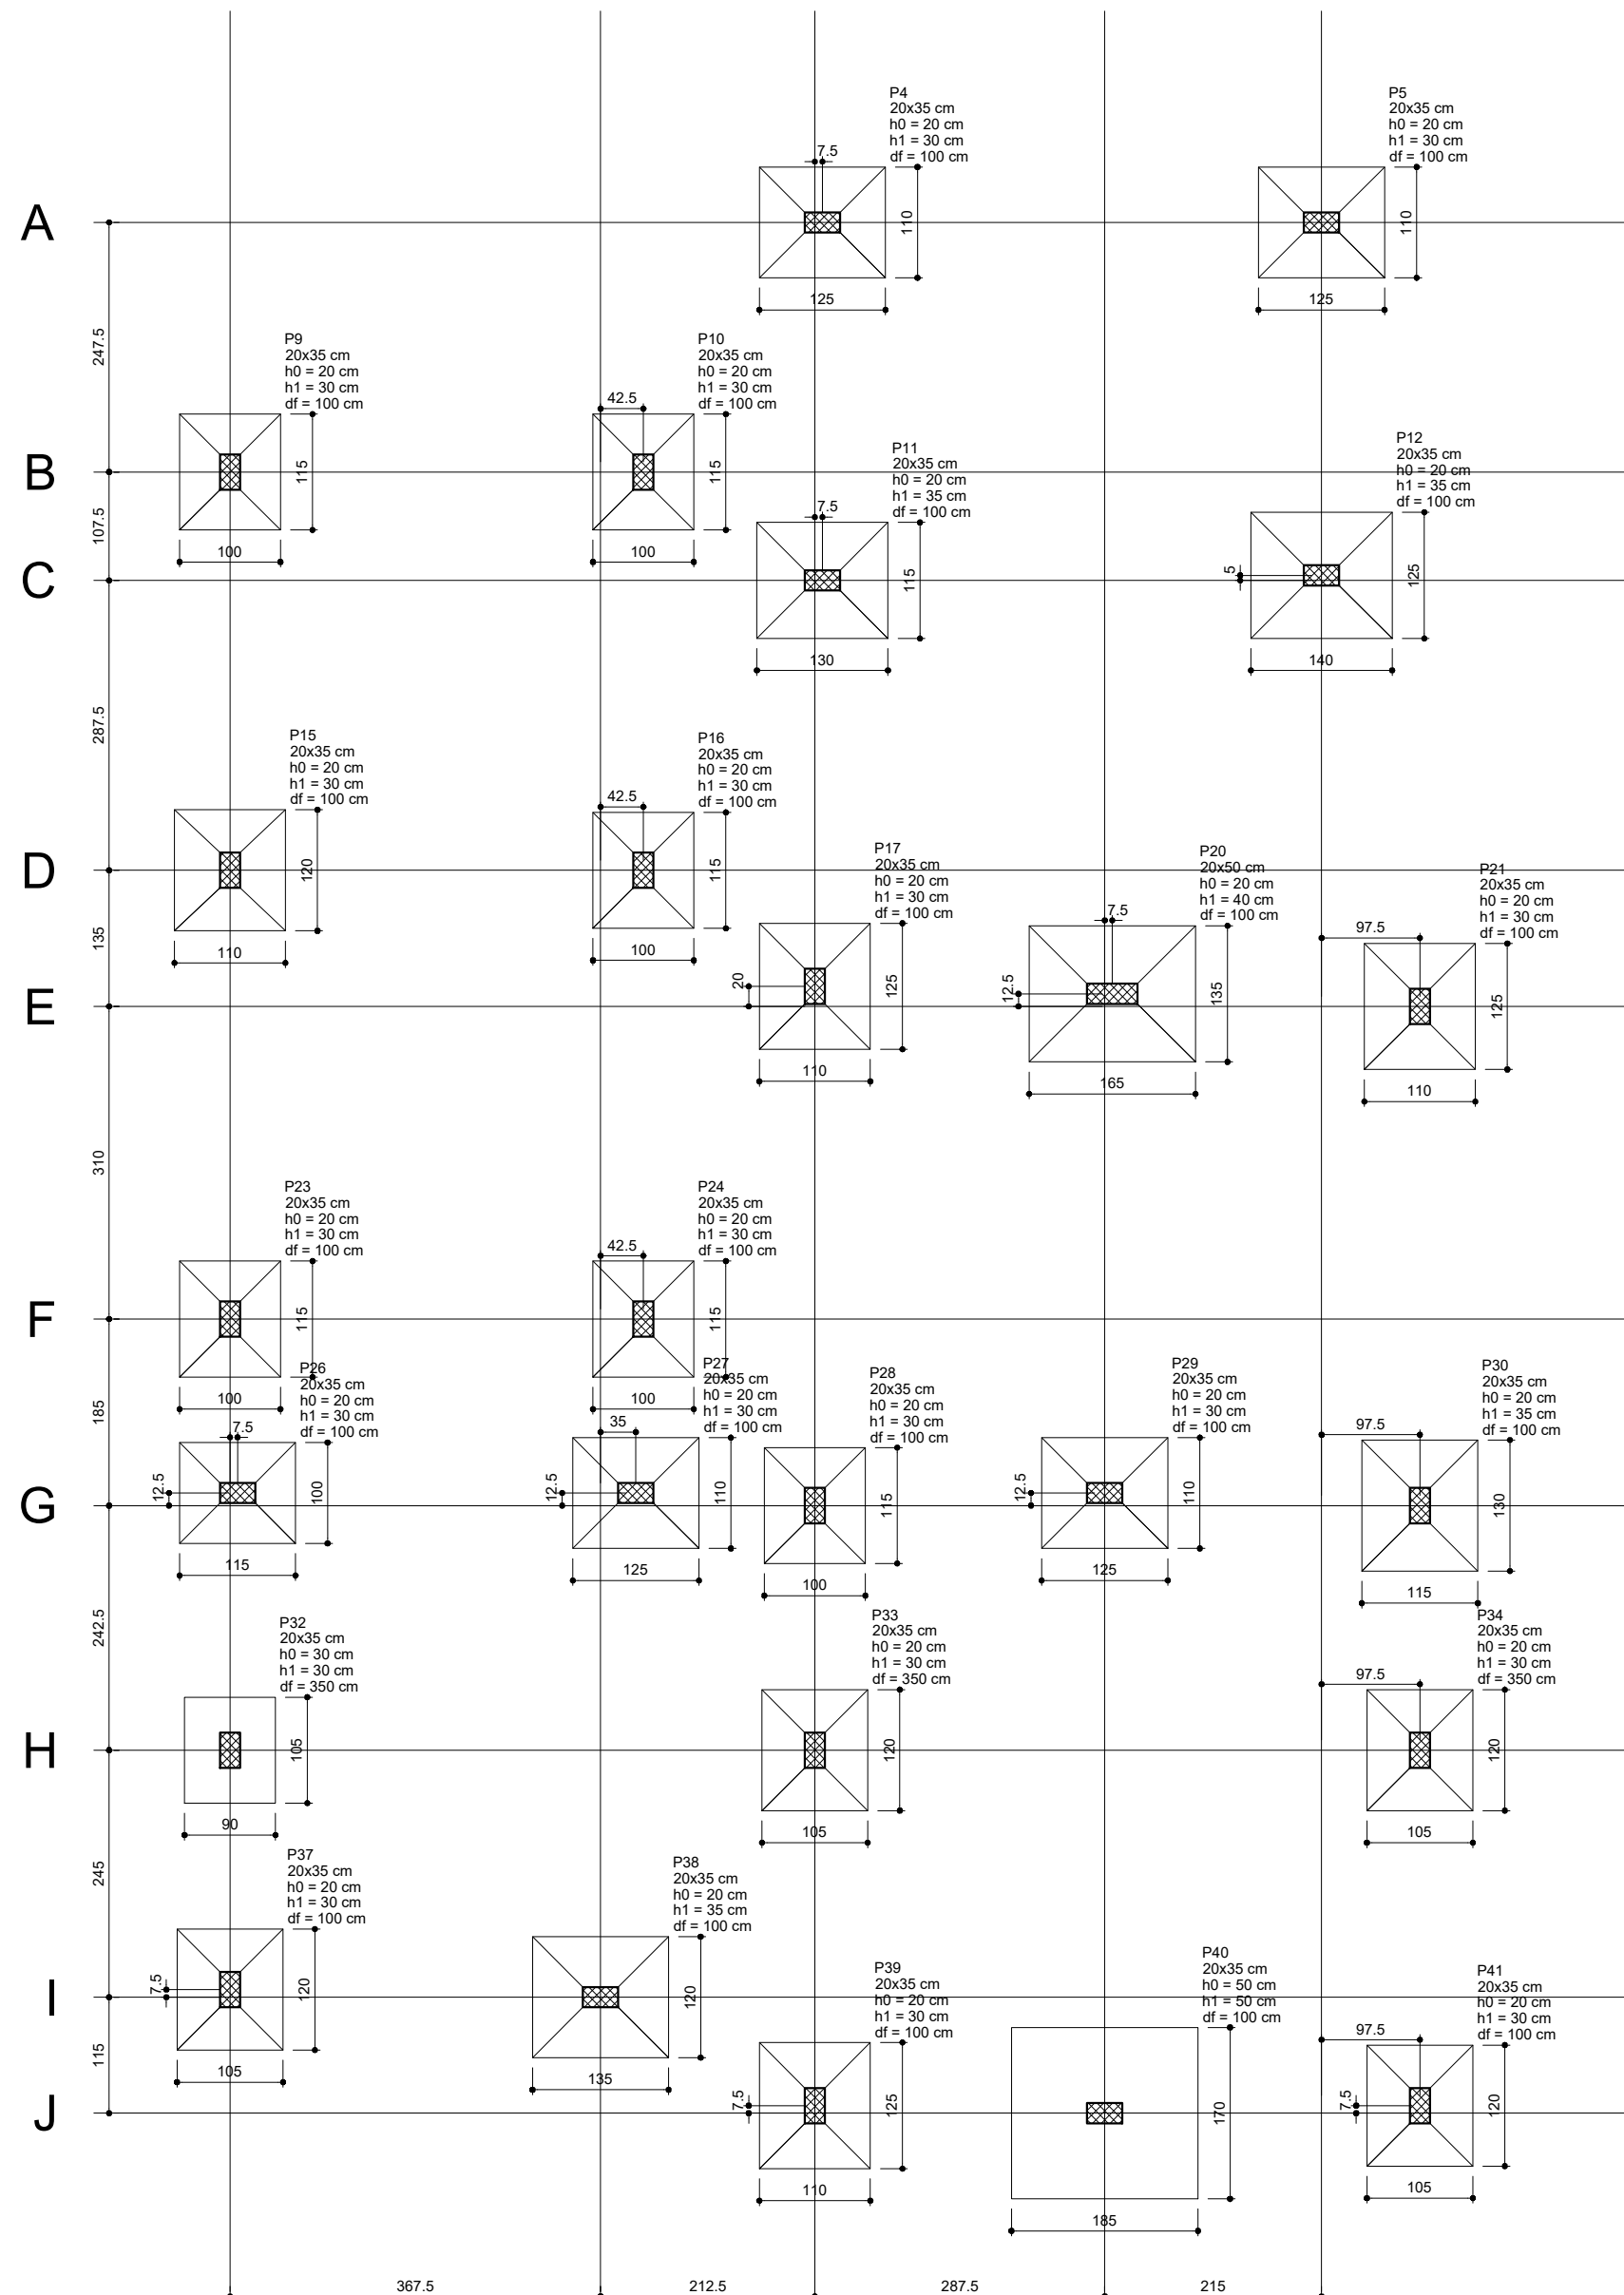 P4
20x35 cm
h0 = 20 cm
h1 = 30 cm
df = 100 cm
7.5
110
125
P5
20x35 cm
h0 = 20 cm
h1 = 30 cm
df = 100 cm
110
125
A
247.5
P9
20x35 cm
h0 = 20 cm
h1 = 30 cm
df = 100 cm
115
100
P10
20x35 cm
h0 = 20 cm
h1 = 30 cm
df = 100 cm
42.5
115
100
B
107.5
P11
20x35 cm
h0 = 20 cm
h1 = 35 cm
df = 100 cm
7.5
115
130
P12
20x35 cm
h0 = 20 cm
h1 = 35 cm
df = 100 cm
5
125
140
C
287.5
P15
20x35 cm
h0 = 20 cm
h1 = 30 cm
df = 100 cm
120
110
P16
20x35 cm
h0 = 20 cm
h1 = 30 cm
df = 100 cm
42.5
115
100
D
135
P17
20x35 cm
h0 = 20 cm
h1 = 30 cm
df = 100 cm
20
125
110
P20
20x50 cm
h0 = 20 cm
h1 = 40 cm
df = 100 cm
7.5
12.5
135
165
P21
20x35 cm
h0 = 20 cm
h1 = 30 cm
df = 100 cm
97.5
125
110
E
310
P23
20x35 cm
h0 = 20 cm
h1 = 30 cm
df = 100 cm
115
100
P24
20x35 cm
h0 = 20 cm
h1 = 30 cm
df = 100 cm
42.5
115
100
F
185
P26
20x35 cm
h0 = 20 cm
h1 = 30 cm
df = 100 cm
7.5
12.5
100
115
P27
20x35 cm
h0 = 20 cm
h1 = 30 cm
df = 100 cm
35
12.5
110
125
P28
20x35 cm
h0 = 20 cm
h1 = 30 cm
df = 100 cm
115
100
P29
20x35 cm
h0 = 20 cm
h1 = 30 cm
df = 100 cm
12.5
110
125
P30
20x35 cm
h0 = 20 cm
h1 = 35 cm
df = 100 cm
97.5
130
115
G
242.5
P32
20x35 cm
h0 = 30 cm
h1 = 30 cm
df = 350 cm
105
90
P33
20x35 cm
h0 = 20 cm
h1 = 30 cm
df = 350 cm
120
105
P34
20x35 cm
h0 = 20 cm
h1 = 30 cm
df = 350 cm
97.5
120
105
H
245
P37
20x35 cm
h0 = 20 cm
h1 = 30 cm
df = 100 cm
7.5
120
105
P38
20x35 cm
h0 = 20 cm
h1 = 35 cm
df = 100 cm
120
135
I
115
P39
20x35 cm
h0 = 20 cm
h1 = 30 cm
df = 100 cm
7.5
125
110
P40
20x35 cm
h0 = 50 cm
h1 = 50 cm
df = 100 cm
170
185
P41
20x35 cm
h0 = 20 cm
h1 = 30 cm
df = 100 cm
97.5
7.5
120
105
J
367.5
212.5
287.5
215